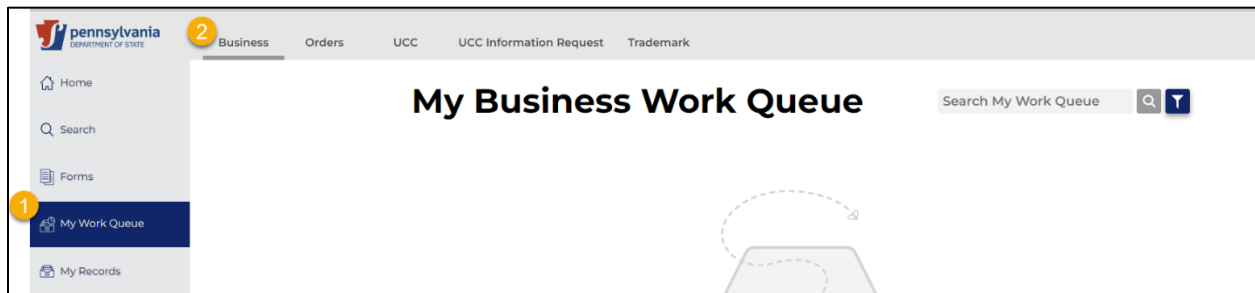 pennsylvania
DEPARTMENT OF STATE
2
Business Orders UCC UCC Information Request Trademark
Home
My Business Work Queue
Search My Work Queue
Search
Forms
1
My Work Queue
My Records